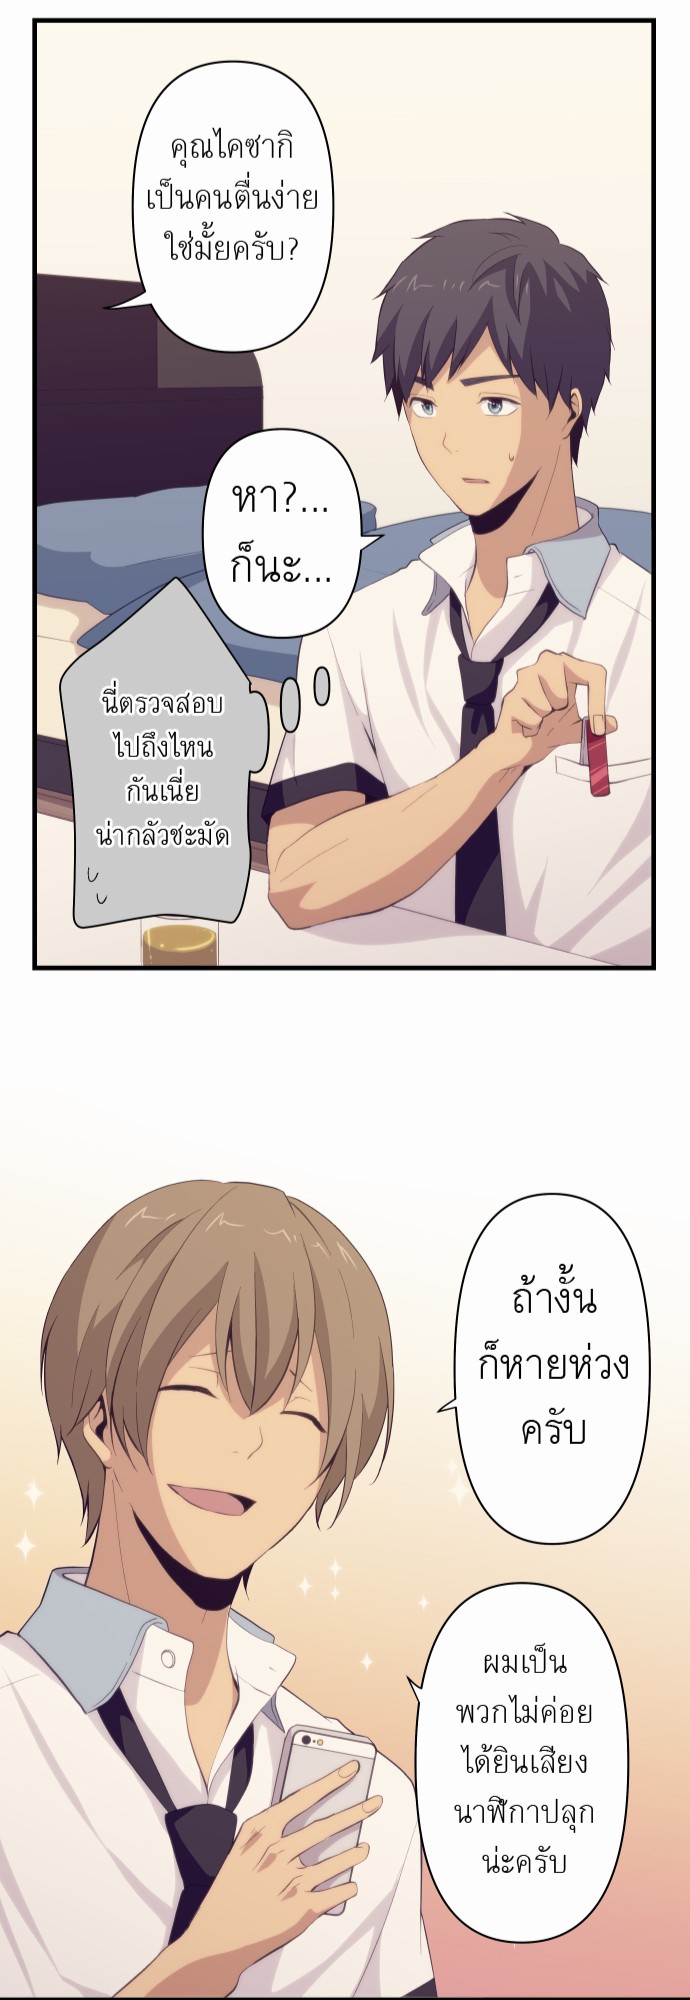 คุณไคซากิ
เป็นคนตื่นง่าย
ใช่มั้ยครับ?
หา?...
ก็นะ...
นี่ตรวจสอบ
ไปถึงไหน
กันเนี่ย
น่ากลัวชะมัด
ถ้างั้น
ก็หายห่วง
ครับ
ผมเป็น
พวกไม่ค่อย
ได้ยินเสียง
นาฬิกาปลุก
น่ะครับ